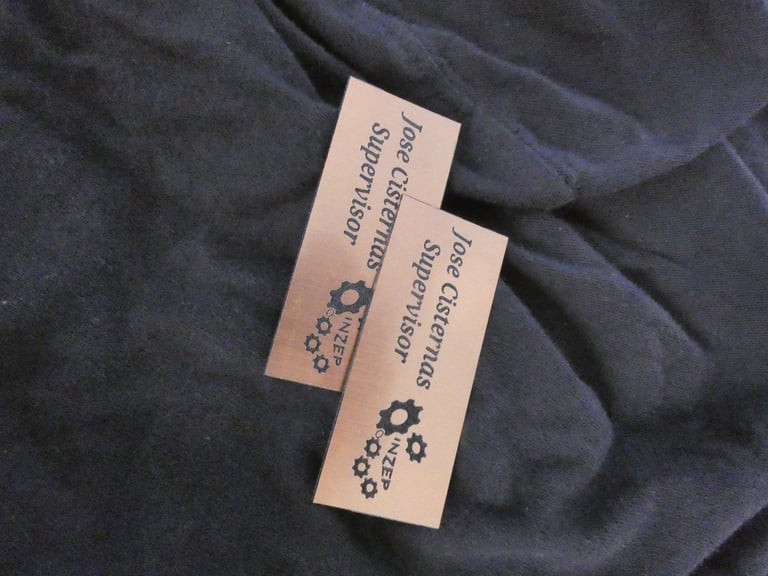 Jose Cisternas
Supervisor
INZEP
Jose Cisternas
Supervisor
INZEP